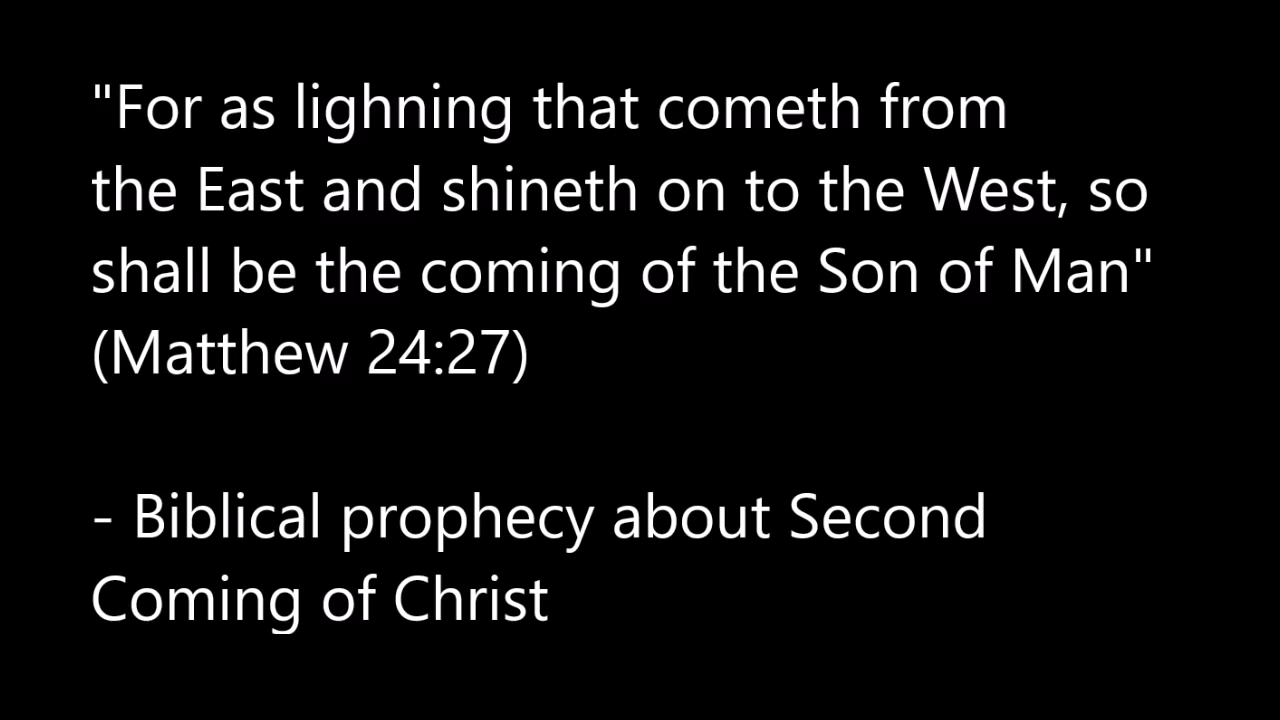 "For as lighning that cometh from
the East and shineth on to the West, so
shall be the coming of the Son of Man"
(Matthew 24:27)
- Biblical prophecy about Second
Coming of Christ